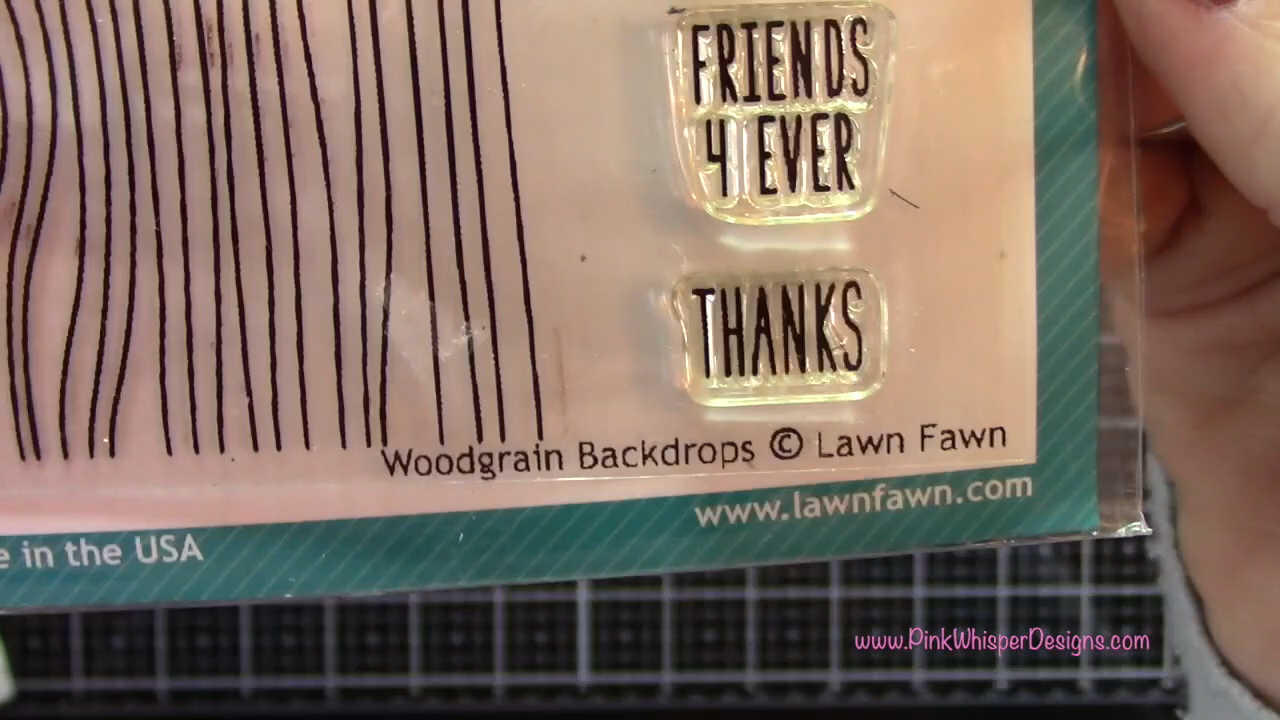 FRIENDS
4 EVER
THANKS
Woodgrain Backdrops © Lawn Fawn
www.lawnfawn.com
in the USA
www.PinkWhisperDesigns.com